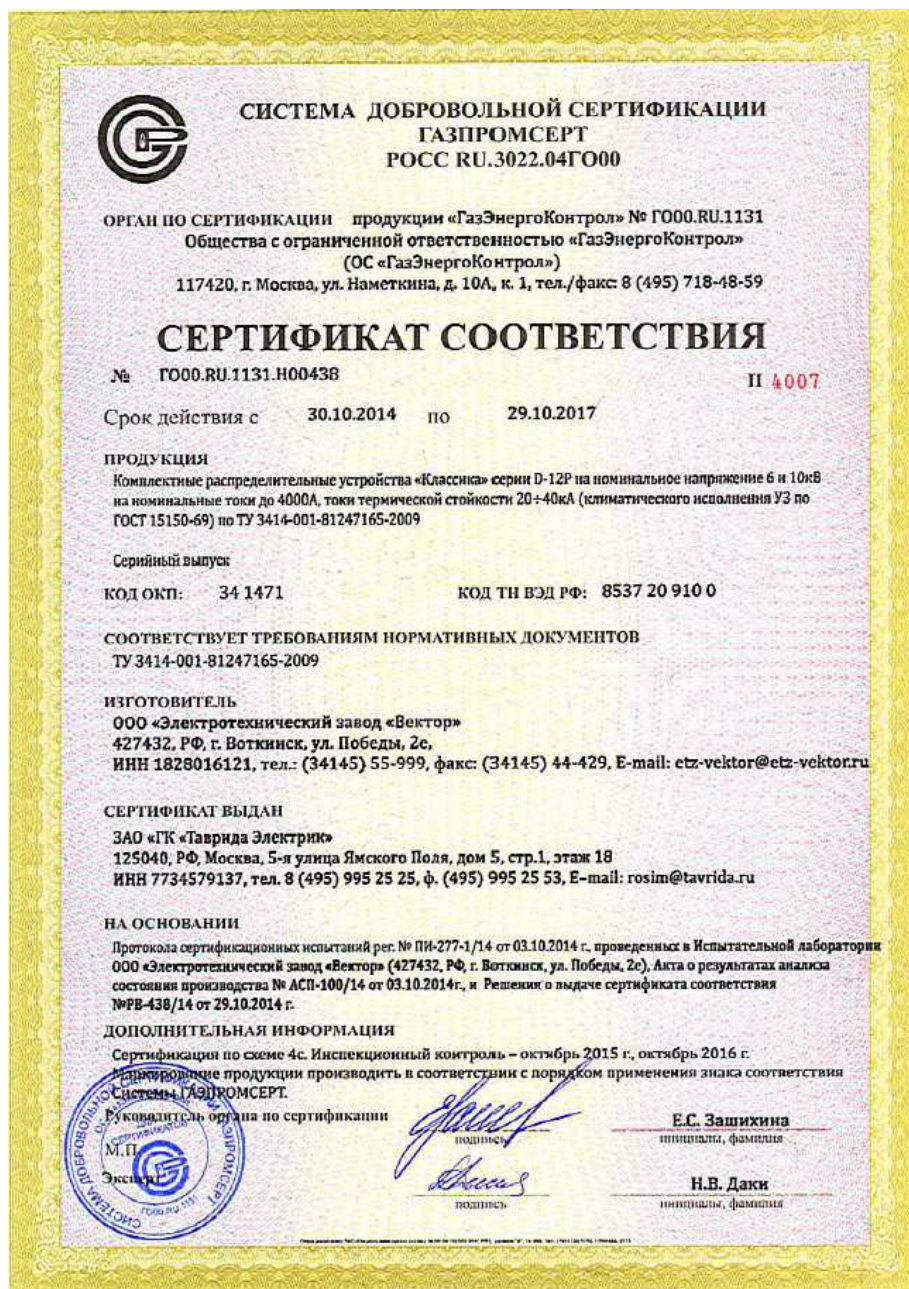 СИСТЕМА ДОБРОВОЛЬНОЙ СЕРТИФИКАЦИИ
ГАЗПРОМСЕРТ
РОСС RU.3022.04ГО00
ОРГАН ПО СЕРТИФИКАЦИИ продукции «ГазЭнергоКонтрол» № ГО00.RU.1131
Общества с ограниченной ответственностью «ГазЭнергоКонтрол»
(ОС «ГазЭнергоКонтрол»)
117420, г. Москва, ул. Наметкина, д. 10А, к. 1, тел./факс: 8 (495) 718-48-59
СЕРТИФИКАТ СООТВЕТСТВИЯ
№ ГО00.RU.1131.Н00438
П 4007
Срок действия с 30.10.2014 по 29.10.2017
ПРОДУКЦИЯ
Комплектные распределительные устройства «Классика» серии D-12P на номинальное напряжение 6 и 10кВ
на номинальные токи до 4000А, токи термической стойкости 20÷40кА (климатического исполнения У3 по
ГОСТ 15150-69) по ТУ 3414-001-81247165-2009
Серийный выпуск
КОД ОКП: 34 1471 КОД ТН ВЭД РФ: 8537 20 910 0
СООТВЕТСТВУЕТ ТРЕБОВАНИЯМ НОРМАТИВНЫХ ДОКУМЕНТОВ
ТУ 3414-001-81247165-2009
ИЗГОТОВИТЕЛЬ
ООО «Электротехнический завод «Вектор»
427432, РФ, г. Воткинск, ул. Победы, 2е,
ИНН 1828016121, тел.: (34145) 55-999, факс: (34145) 44-429, E-mail: etz-vektor@etz-vektor.ru
СЕРТИФИКАТ ВЫДАН
ЗАО «ГК «Таврида Электрик»
125040, РФ, Москва, 5-я улица Ямского Поля, дом 5, стр.1, этаж 18
ИНН 7734579137, тел. 8 (495) 995 25 25, ф. (495) 995 25 53, E-mail: rosim@tavrida.ru
НА ОСНОВАНИИ
Протокола сертификационных испытаний рег. № ПИ-277-1/14 от 03.10.2014 г., проведенных в Испытательной лаборатории
ООО «Электротехнический завод «Вектор» (427432, РФ, г. Воткинск, ул. Победы, 2е), Акта о результатах анализа
состояния производства № АСП-100/14 от 03.10.2014г., и Решения о выдаче сертификата соответствия
№РВ-438/14 от 29.10.2014 г.
ДОПОЛНИТЕЛЬНАЯ ИНФОРМАЦИЯ
Сертификация по схеме 4с. Инспекционный контроль – октябрь 2015 г., октябрь 2016 г.
Маркирование продукции производить в соответствии с порядком применения знака соответствия
Системы ГАЗПРОМСЕРТ.
Руководитель органа по сертификации
подпись
Е.С. Зашихина
инициалы, фамилия
М.П.
Эксперт
подпись
Н.В. Даки
инициалы, фамилия
СИСТЕМА ДОБРОВОЛЬНОЙ СЕРТИФИКАЦИИ ГАЗПРОМСЕРТ
СЕРТИФИКАТОВ
ГО00.RU.1131